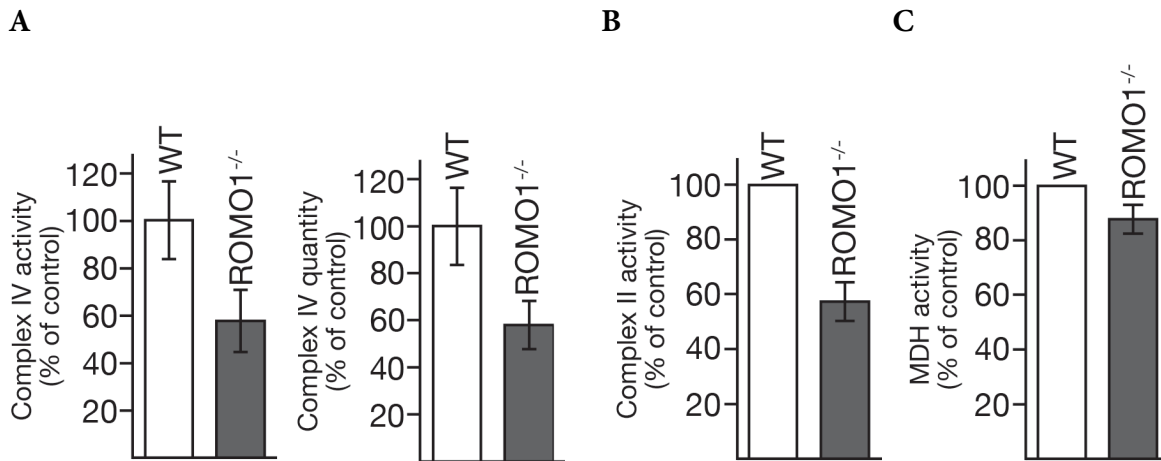 A
Complex IV activity
(% of control)
120
100
80
60
40
20
WT
ROMO1-/-
Complex IV quantity
(% of control)
120
100
80
60
40
20
WT
ROMO1-/-
B
Complex II activity
(% of control)
100
80
60
40
20
WT
ROMO1-/-
C
MDH activity
(% of control)
100
80
60
40
20
WT
ROMO1-/-